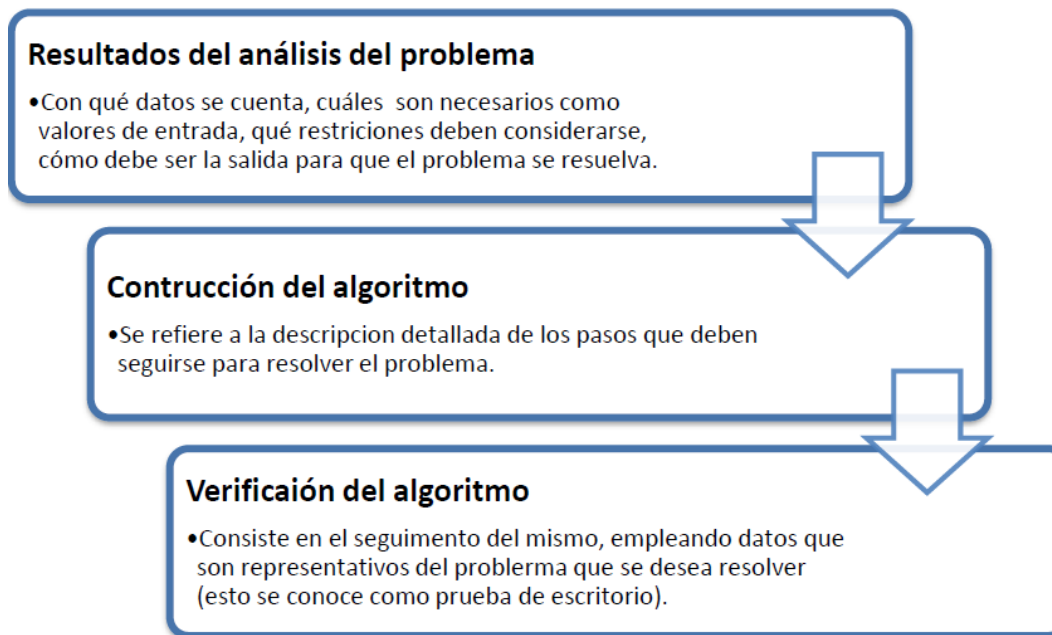 Resultados del análisis del problema
•Con qué datos se cuenta, cuáles son necesarios como
valores de entrada, qué restriciones deben considerarse,
cómo debe ser la salida para que el problema se resuelva.
Contrucción del algoritmo
•Se refiere a la descripcion detallada de los pasos que deben
seguirse para resolver el problema.
Verificaión del algoritmo
•Consiste en el seguimento del mismo, empleando datos que
son representativos del problerma que se desea resolver
(esto se conoce como prueba de escritorio).